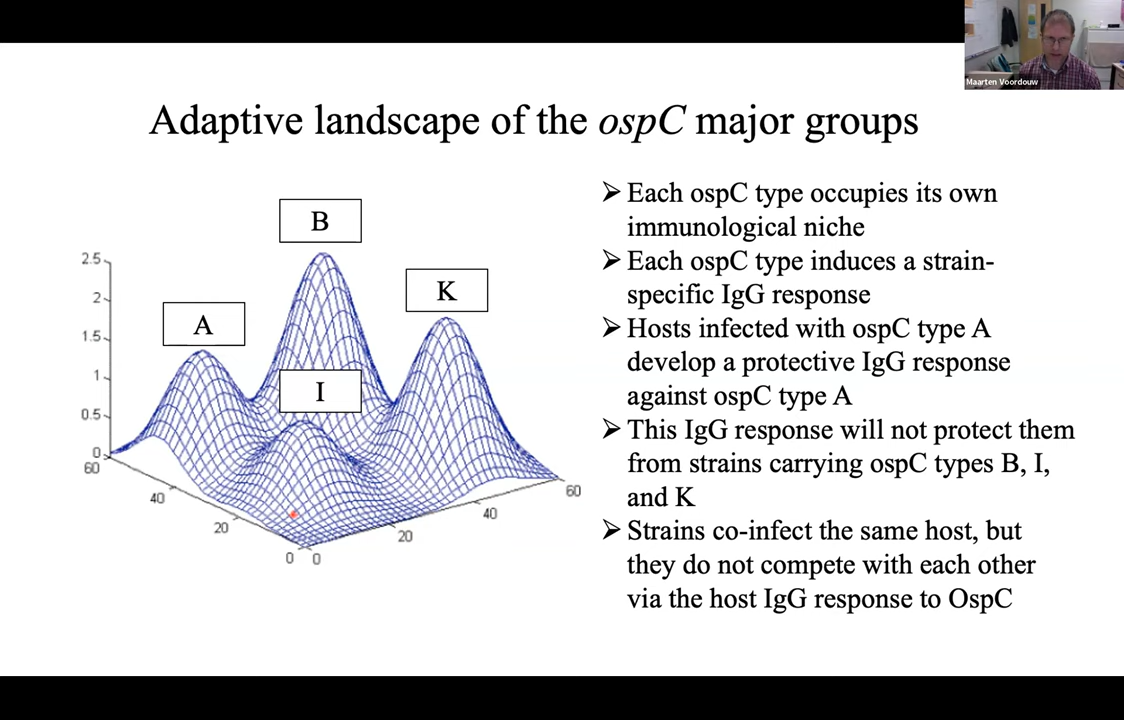 Maarten Voordouw
Adaptive landscape of the ospC major groups
B
K
A
I
2.5
2
1.5
1
0.5
0
60
40
20
0
0
20
40
60
➢ Each ospC type occupies its own
immunological niche
➢ Each ospC type induces a strain-
specific IgG response
➢ Hosts infected with ospC type A
develop a protective IgG response
against ospC type A
➢ This IgG response will not protect them
from strains carrying ospC types B, I,
and K
➢ Strains co-infect the same host, but
they do not compete with each other
via the host IgG response to OspC